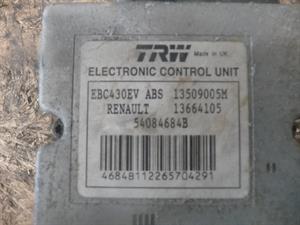 TRW Made in UK
ELECTRONIC CONTROL UNIT
EBC430EV ABS 13509005M
RENAULT 13664105
54084684B
4684B112265704291